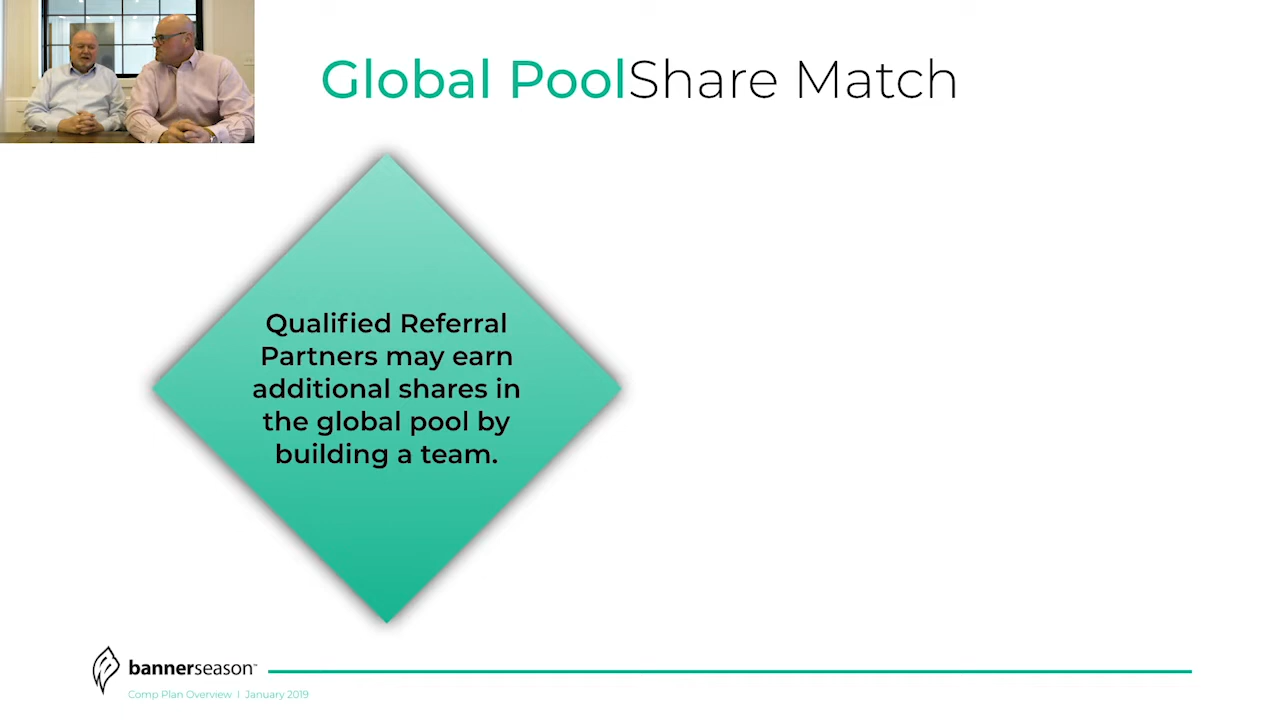 Global PoolShare Match
Qualified Referral
Partners may earn
additional shares in
the global pool by
building a team.
bannerseason™
Comp Plan Overview I January 2019